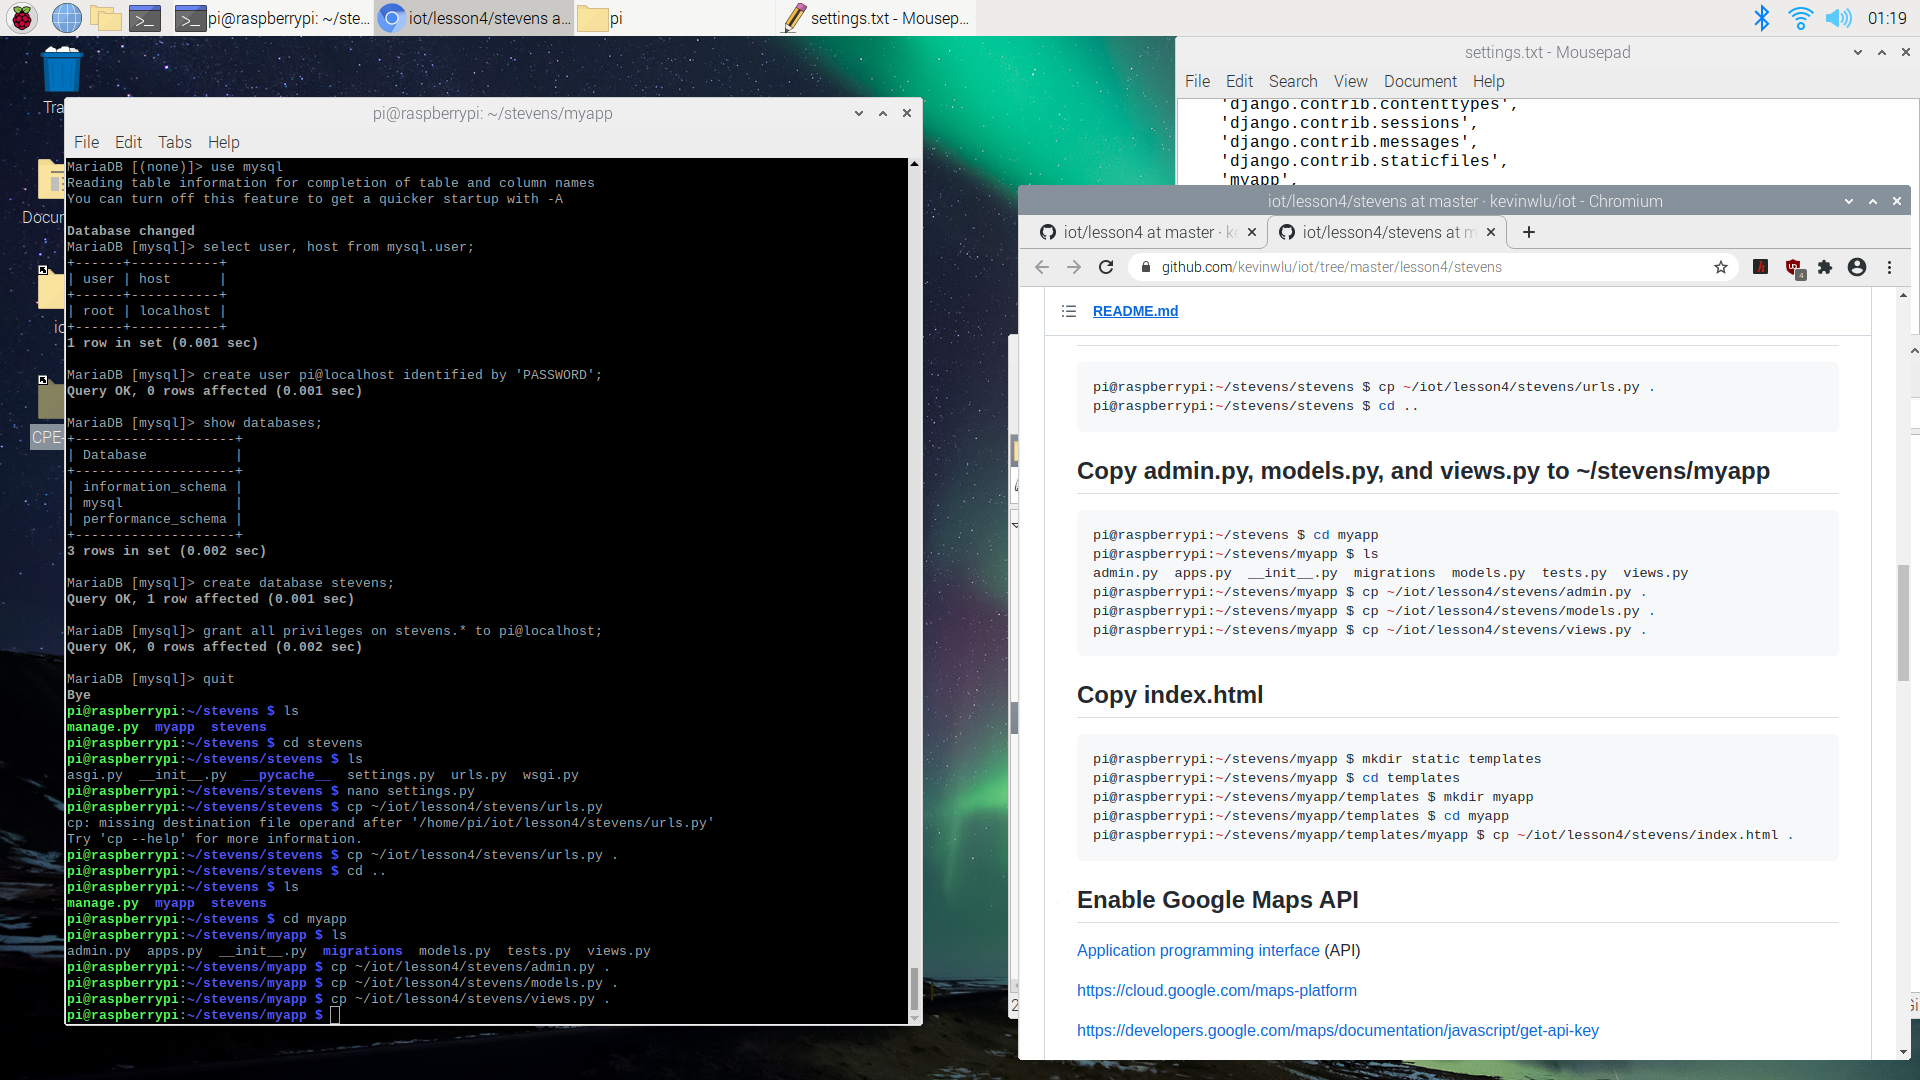 pi@raspberrypi: ~/ste...
iot/lesson4/stevens a...
pi
settings.txt - Mousep...
01:19
settings.txt - Mousepad
File Edit Search View Document Help
'django.contrib.contenttypes',
'django.contrib.sessions',
'django.contrib.messages',
'django.contrib.staticfiles',
'myapp',
Tra
Docum
io
CPE-
pi@raspberrypi: ~/stevens/myapp
File Edit Tabs Help
MariaDB [(none)]> use mysql
Reading table information for completion of table and column names
You can turn off this feature to get a quicker startup with -A
Database changed
MariaDB [mysql]> select user, host from mysql.user;
+------+-----------+
| user | host      |
+------+-----------+
| root | localhost |
+------+-----------+
1 row in set (0.001 sec)
MariaDB [mysql]> create user pi@localhost identified by 'PASSWORD';
Query OK, 0 rows affected (0.001 sec)
MariaDB [mysql]> show databases;
+--------------------+
| Database           |
+--------------------+
| information_schema |
| mysql              |
| performance_schema |
+--------------------+
3 rows in set (0.002 sec)
MariaDB [mysql]> create database stevens;
Query OK, 1 row affected (0.001 sec)
MariaDB [mysql]> grant all privileges on stevens.* to pi@localhost;
Query OK, 0 rows affected (0.002 sec)
MariaDB [mysql]> quit
Bye
pi@raspberrypi:~/stevens $ ls
manage.py  myapp  stevens
pi@raspberrypi:~/stevens $ cd stevens
pi@raspberrypi:~/stevens/stevens $ ls
asgi.py  __init__.py  __pycache__  settings.py  urls.py  wsgi.py
pi@raspberrypi:~/stevens/stevens $ nano settings.py
pi@raspberrypi:~/stevens/stevens $ cp ~/iot/lesson4/stevens/urls.py
cp: missing destination file operand after '/home/pi/iot/lesson4/stevens/urls.py'
Try 'cp --help' for more information.
pi@raspberrypi:~/stevens/stevens $ cp ~/iot/lesson4/stevens/urls.py .
pi@raspberrypi:~/stevens/stevens $ cd ..
pi@raspberrypi:~/stevens $ ls
manage.py  myapp  stevens
pi@raspberrypi:~/stevens $ cd myapp
pi@raspberrypi:~/stevens/myapp $ ls
admin.py  apps.py  __init__.py  migrations  models.py  tests.py  views.py
pi@raspberrypi:~/stevens/myapp $ cp ~/iot/lesson4/stevens/admin.py .
pi@raspberrypi:~/stevens/myapp $ cp ~/iot/lesson4/stevens/models.py .
pi@raspberrypi:~/stevens/myapp $ cp ~/iot/lesson4/stevens/views.py .
pi@raspberrypi:~/stevens/myapp $
iot/lesson4/stevens at master · kevinwlu/iot - Chromium
iot/lesson4 at master · ke
iot/lesson4/stevens at m
github.com/kevinwlu/iot/tree/master/lesson4/stevens
4
README.md
pi@raspberrypi:~/stevens/stevens $ cp ~/iot/lesson4/stevens/urls.py .
pi@raspberrypi:~/stevens/stevens $ cd ..
Copy admin.py, models.py, and views.py to ~/stevens/myapp
pi@raspberrypi:~/stevens $ cd myapp
pi@raspberrypi:~/stevens/myapp $ ls
admin.py  apps.py  __init__.py  migrations  models.py  tests.py  views.py
pi@raspberrypi:~/stevens/myapp $ cp ~/iot/lesson4/stevens/admin.py .
pi@raspberrypi:~/stevens/myapp $ cp ~/iot/lesson4/stevens/models.py .
pi@raspberrypi:~/stevens/myapp $ cp ~/iot/lesson4/stevens/views.py .
Copy index.html
pi@raspberrypi:~/stevens/myapp $ mkdir static templates
pi@raspberrypi:~/stevens/myapp $ cd templates
pi@raspberrypi:~/stevens/myapp/templates $ mkdir myapp
pi@raspberrypi:~/stevens/myapp/templates $ cd myapp
pi@raspberrypi:~/stevens/myapp/templates/myapp $ cp ~/iot/lesson4/stevens/index.html .
Enable Google Maps API
Application programming interface (API)
https://cloud.google.com/maps-platform
https://developers.google.com/maps/documentation/javascript/get-api-key